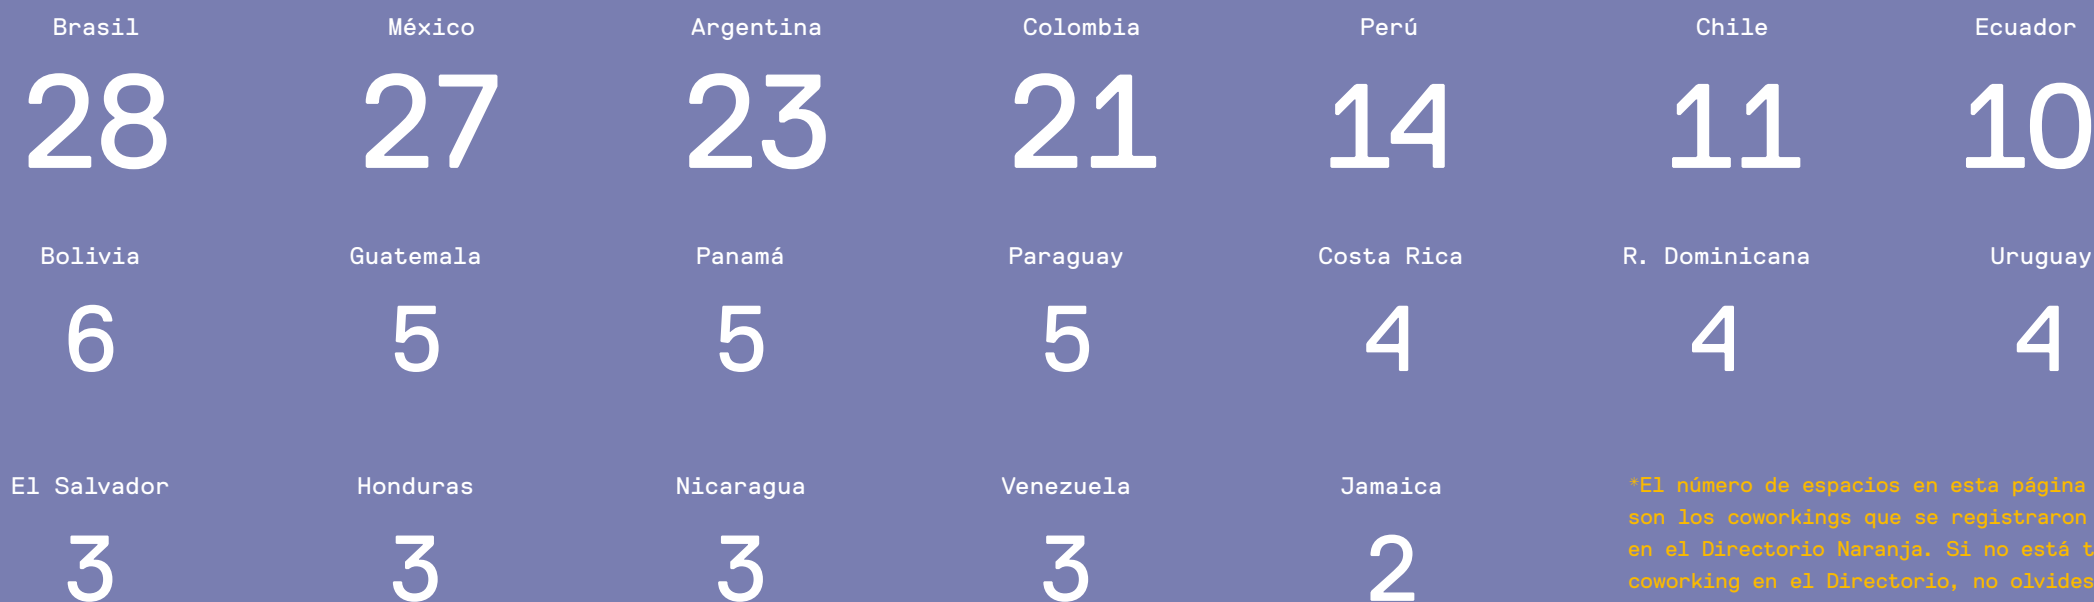 Brasil México Argentina Colombia Perú Chile Ecuador
28 27 23 21 14 11 10
Bolivia Guatemala Panamá Paraguay Costa Rica R. Dominicana Uruguay
6 5 5 5 4 4 4
El Salvador Honduras Nicaragua Venezuela Jamaica
3 3 3 3 2
*El número de espacios en esta página
son los coworkings que se registraron
en el Directorio Naranja. Si no está t
coworking en el Directorio, no olvides